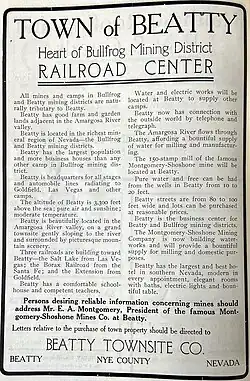 TOWN of BEATTY
Heart of Bullfrog Mining District
RAILROAD CENTER
All mines and camps in Bullfrog
and Beatty mining districts are natu-
rally tributary to Beatty.
Beatty has good farm and garden
lands adjacent in the Amargosa River
valley.
Beatty is located in the richest min-
eral region of Nevada—the Bullfrog
and Beatty mining districts.
Beatty has the largest population
and more business houses than any
other camp in Bullfrog mining dis-
trict.
Beatty is headquarters for all stages
and automobile lines radiating to
Goldfield, Las Vegas and other
camps.
The altitude of Beatty is 3,300 feet
above the sea; pure air and sunshine;
moderate temperature.
Beatty is beautifully located in the
Amargosa River valley, on a grand
townsite gently sloping to the river
and surrounded by picturesque moun-
tain scenery.
Three railroads are building toward
Beatty—the Salt Lake from Las Ve-
gas; the Borax Railroad from the
Santa Fe; and the Extension from
Goldfield.
Beatty has a comfortable school-
house and competent teachers.
Water and electric works will be
located at Beatty to supply other
camps.
Beatty now has connection with
the outside world by telephone and
telegraph.
The Amargosa River flows through
Beatty, affording a bountiful supply
of water for milling and manufactur-
ing.
The 150-stamp mill of the famous
Montgomery-Shoshone mine will be
located at Beatty.
Pure water and free can be had
from the wells in Beatty from 10 to
20 feet.
Beatty streets are from 80 to 100
feet wide and lots can be purchased
at reasonable prices.
Beatty is the business center for
Beatty and Bullfrog mining districts.
The Montgomery-Shoshone Mining
Company is now building water-
works and will provide a bountiful
supply for milling and domestic pur-
poses.
Beatty has the largest and best ho-
tel in southern Nevada, modern in
every appointment, elegant rooms
with baths, electric lights and boun-
tiful table.
Persons desiring reliable information concerning mines should
address Mr. E. A. Montgomery, President of the famous Mont-
gomery-Shoshone Mines Co. at Beatty.
Letters relative to the purchase of town property should be directed to
BEATTY TOWNSITE CO.
BEATTY NYE COUNTY NEVADA